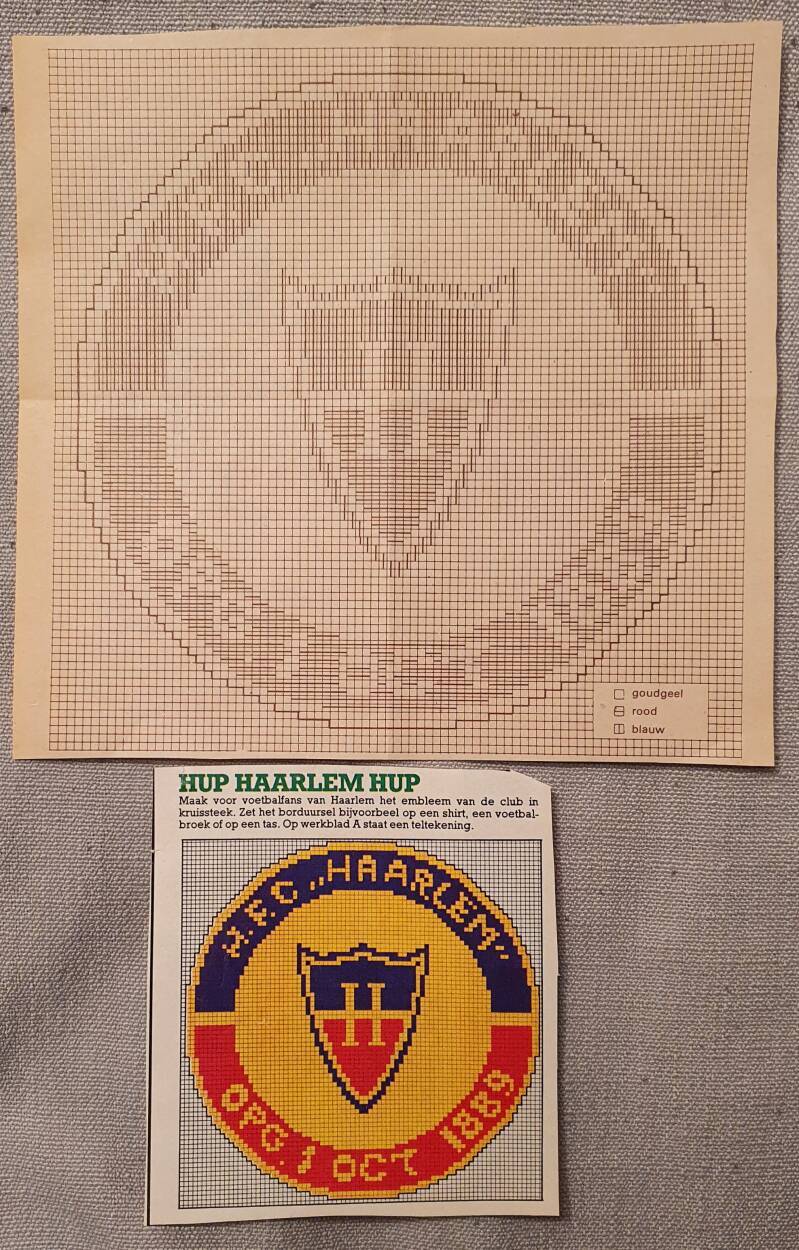 goudgeel
rood
blauw
HUP HAARLEM HUP
Maak voor voetbalfans van Haarlem het embleem van de club in
kruissteek. Zet het borduursel bijvoorbeel op een shirt, een voetbal-
broek of op een tas. Op werkblad A staat een teltekening.
H.F.C „HAARLEM"
H
OPG. 1 OCT 1889